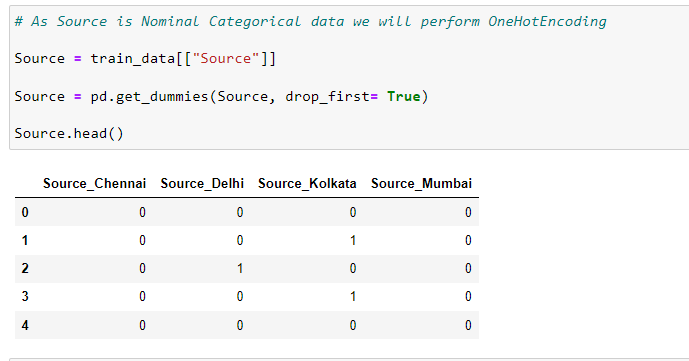 # As Source is Nominal Categorical data we will perform OneHotEncoding
Source = train_data[["Source"]]
Source = pd.get_dummies(Source, drop_first= True)
Source.head()
Source_Chennai Source_Delhi Source_Kolkata Source_Mumbai
0 0 0 0 0
1 0 0 1 0
2 0 1 0 0
3 0 0 1 0
4 0 0 0 0